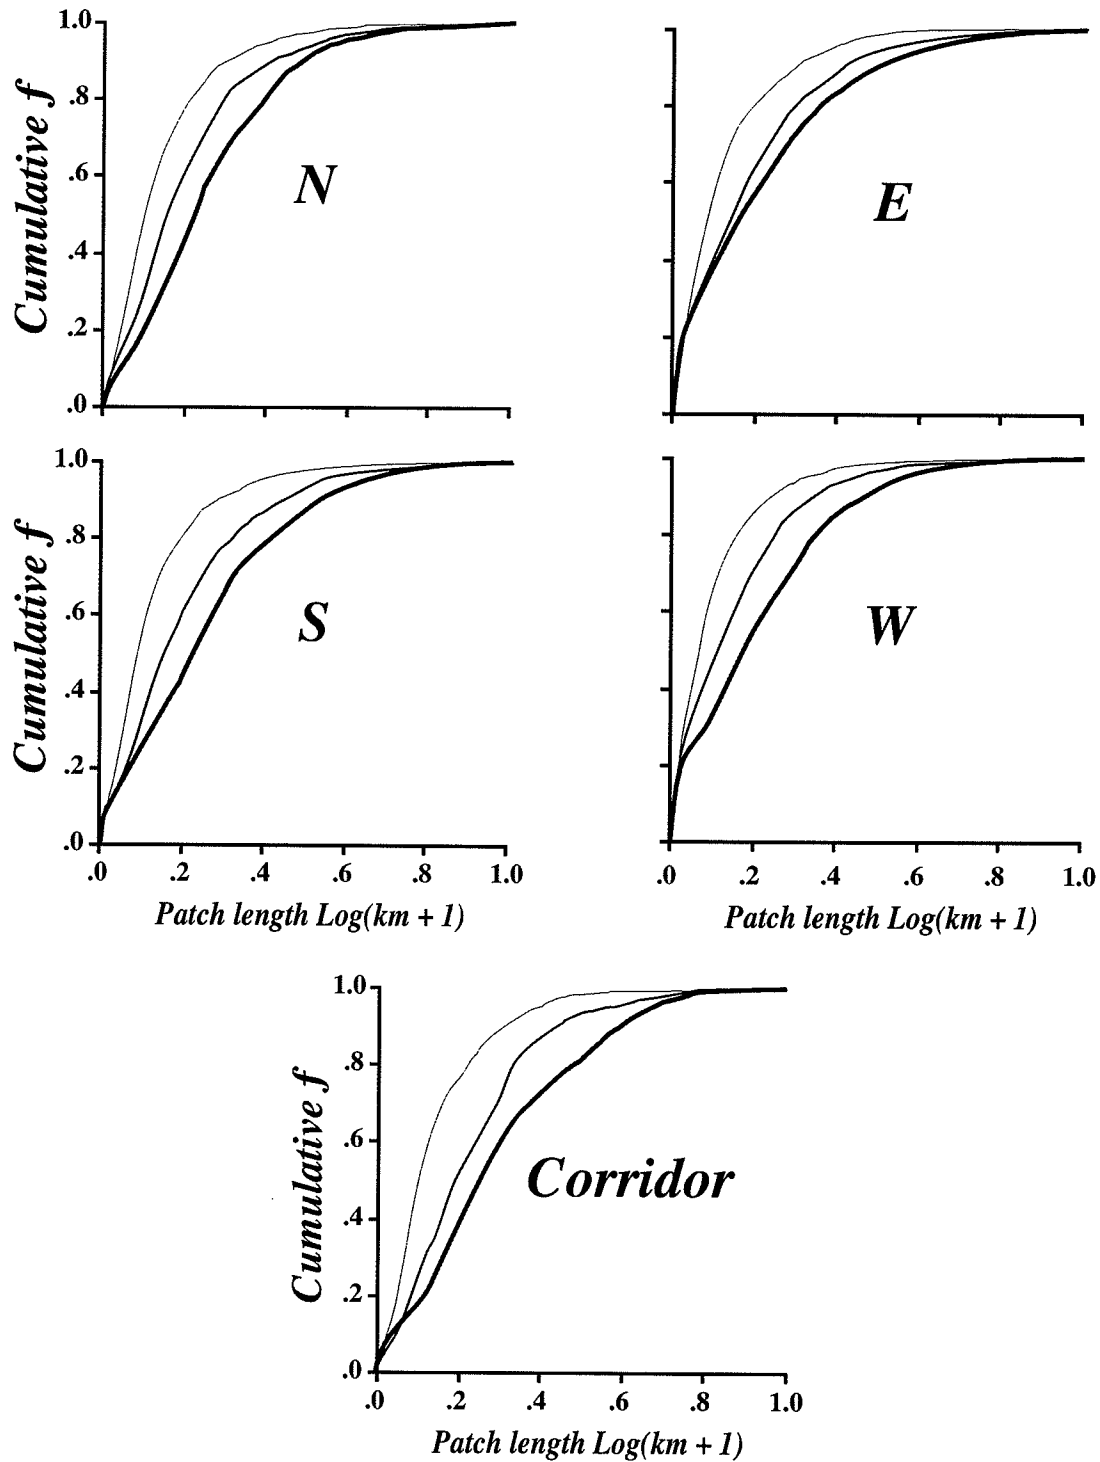 1.0
.8
.6
.4
.2
.0
Cumulative f
N
E
1.0
.8
.6
.4
.2
.0
Cumulative f
S
W
.0 .2 .4 .6 .8 1.0
.0 .2 .4 .6 .8 1.0
Patch length Log(km + 1)
Patch length Log(km + 1)
1.0
.8
.6
.4
.2
.0
Cumulative f
Corridor
.0 .2 .4 .6 .8 1.0
Patch length Log(km + 1)